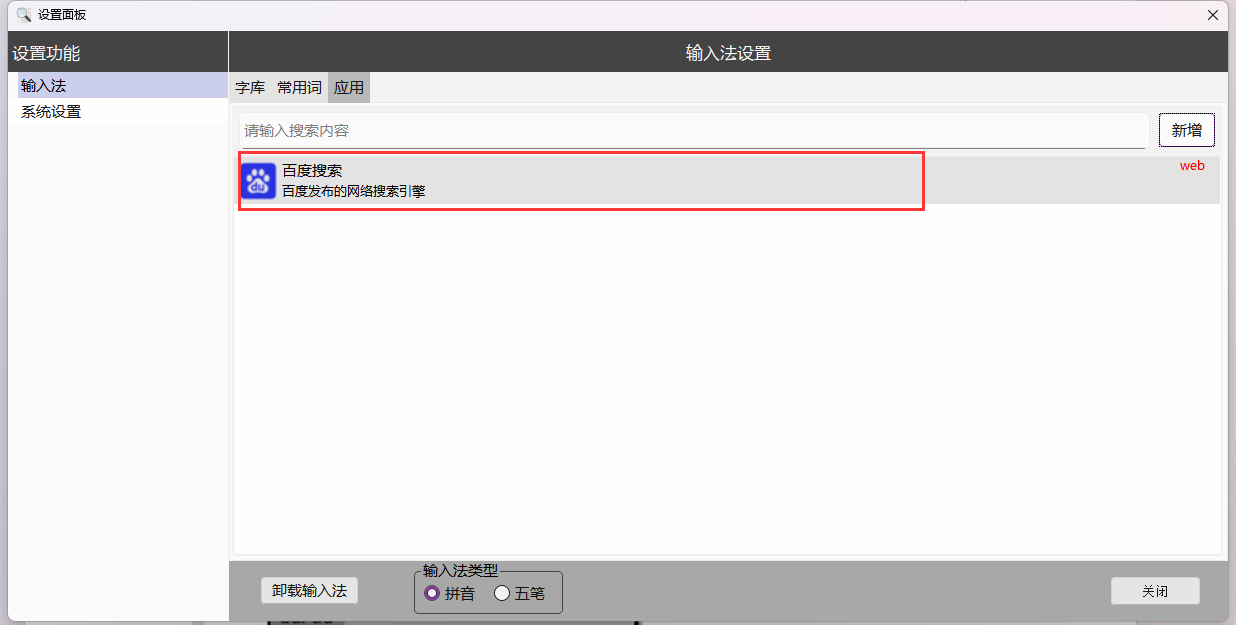 设置面板
设置功能
输入法设置
输入法
系统设置
字库 常用词 应用
请输入搜索内容
新增
百度搜索
web
du
百度发布的网络搜索引擎
卸载输入法
输入法类型
拼音 五笔
关闭